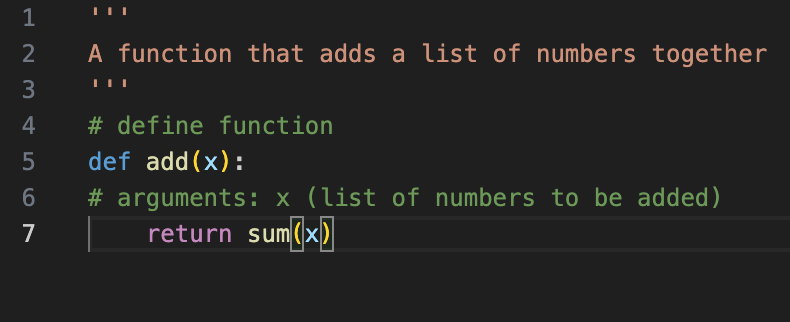 1 '''
2 A function that adds a list of numbers together
3 '''
4 # define function
5 def add(x):
6 # arguments: x (list of numbers to be added)
7     return sum(x)